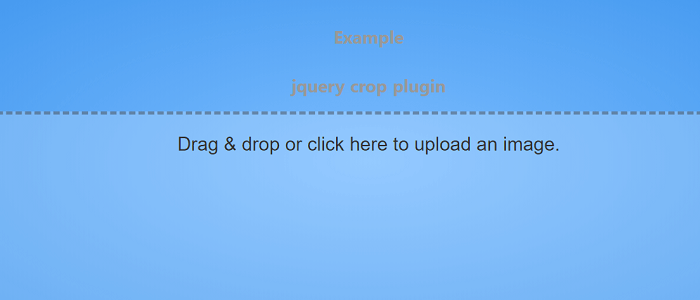 Example
jquery crop plugin
Drag & drop or click here to upload an image.